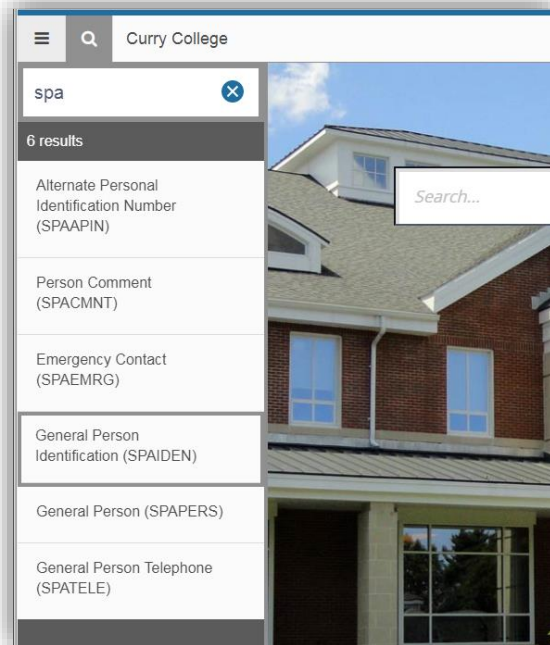 Curry College
spa
6 results
Search...
Alternate Personal
Identification Number
(SPAAPIN)
Person Comment
(SPACMNT)
Emergency Contact
(SPAEMRG)
General Person
Identification (SPAIDEN)
General Person (SPAPERS)
General Person Telephone
(SPATELE)